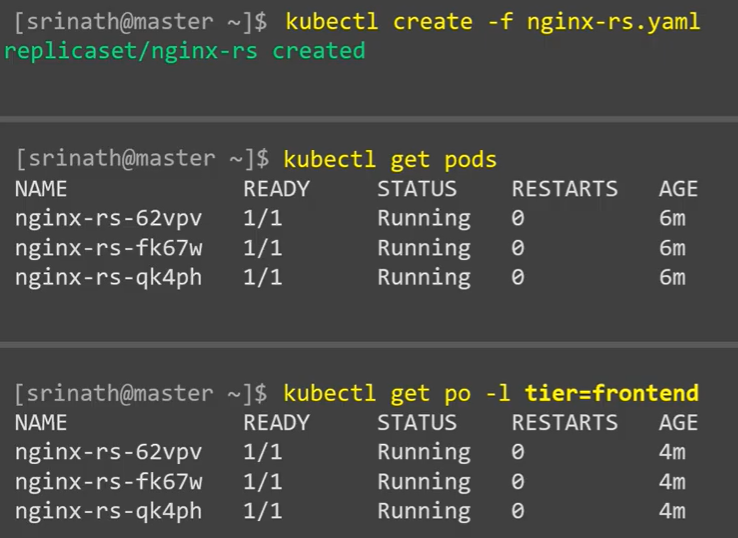 [srinath@master ~]$ kubectl create -f nginx-rs.yaml
replicaset/nginx-rs created
[srinath@master ~]$ kubectl get pods
NAME READY STATUS RESTARTS AGE
nginx-rs-62vpv 1/1 Running 0 6m
nginx-rs-fk67w 1/1 Running 0 6m
nginx-rs-qk4ph 1/1 Running 0 6m
[srinath@master ~]$ kubectl get po -l tier=frontend
NAME READY STATUS RESTARTS AGE
nginx-rs-62vpv 1/1 Running 0 4m
nginx-rs-fk67w 1/1 Running 0 4m
nginx-rs-qk4ph 1/1 Running 0 4m